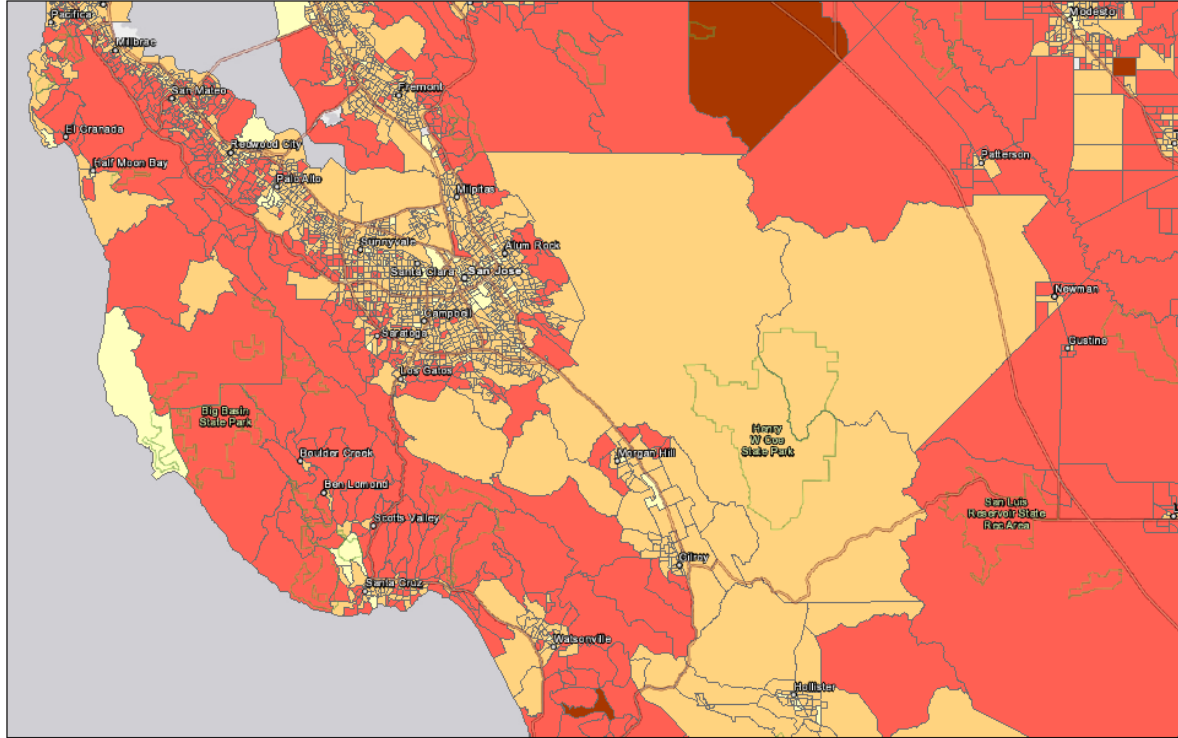 Pacifica
Modesto
Millbrae
San Mateo
Fremont
El Granada
Redwood City
Half Moon Bay
Patterson
Palo Alto
Milpitas
Sunnyvale
Alum Rock
Santa Clara
San Jose
Newman
Campbell
Saratoga
Gustine
Los Gatos
Big Basin
State Park
Henry
W Coe
State Park
Boulder Creek
Morgan Hill
Ben Lomond
San Luis
Reservoir State
Rec Area
Scotts Valley
Gilroy
Santa Cruz
Watsonville
Hollister